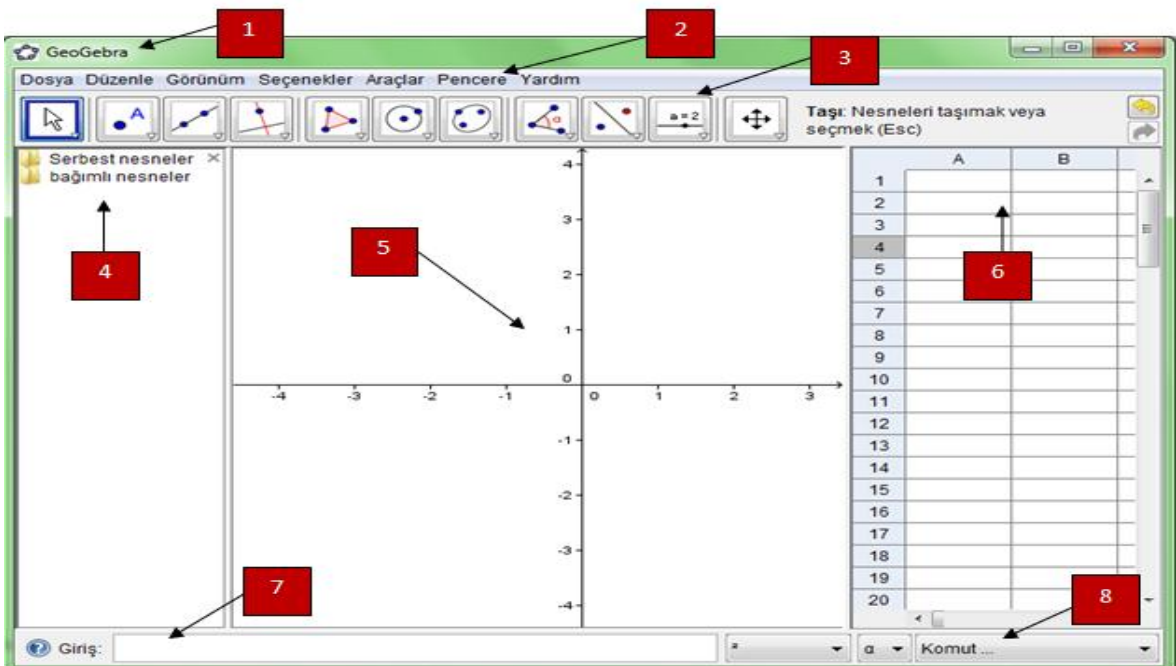 1
2
GeoGebra
3
Dosya Düzenle Görünüm Seçenekler Araçlar Pencere Yardım
A
α
a = 2
Taşı: Nesneleri taşımak veya
seçmek (Esc)
Serbest nesneler
bağımlı nesneler
4
5
6
A B
1
2
3
4
5
6
7
8
9
10
11
12
13
14
15
16
17
18
19
20
4
3
2
1
0
-4 -3 -2 -1 0 1 2 3
-1
-2
-3
-4
7
8
Giriş:
α
Komut ...